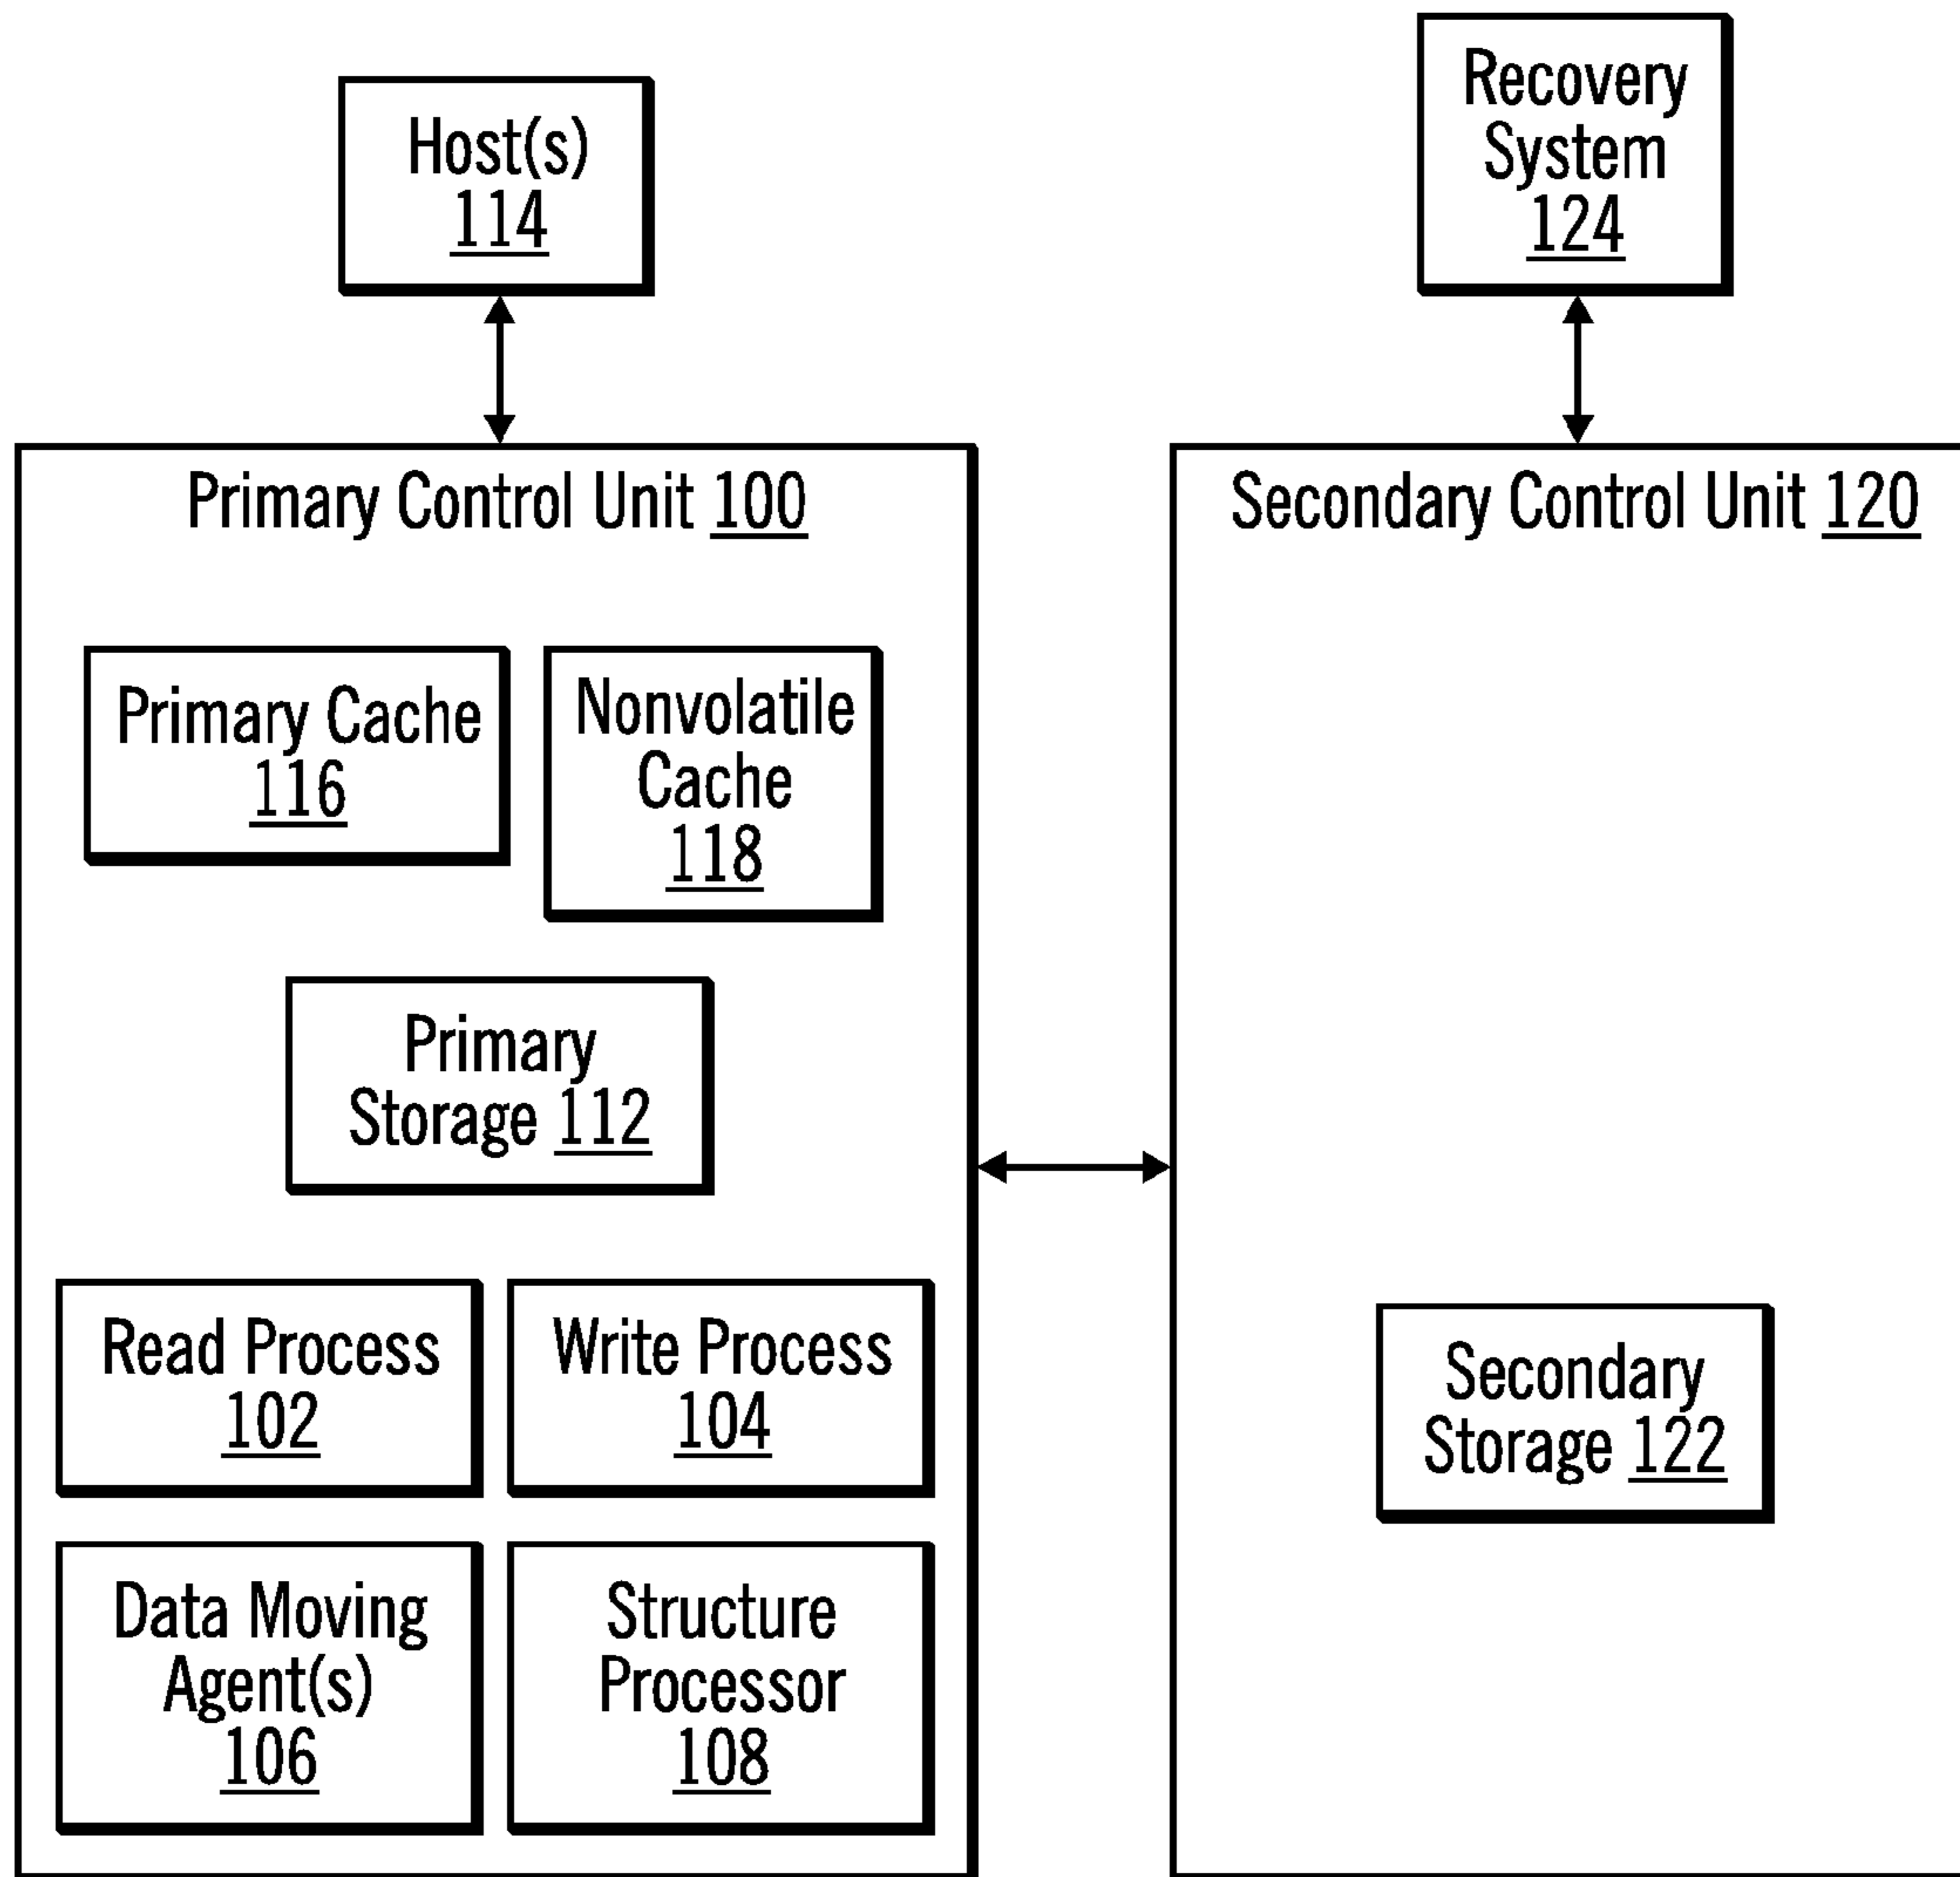 Host(s)
114
Recovery
System
124
Primary Control Unit 100
Primary Cache
116
Nonvolatile
Cache
118
Primary
Storage 112
Read Process
102
Write Process
104
Data Moving
Agent(s)
106
Structure
Processor
108
Secondary Control Unit 120
Secondary
Storage 122